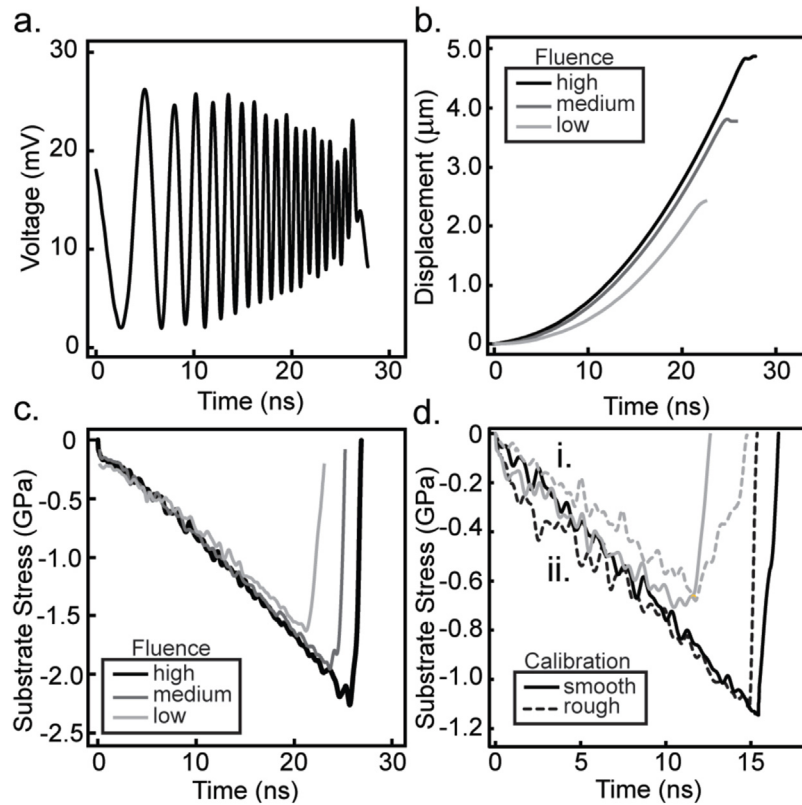 a.
30
20
10
0
Voltage (mV)
0 10 20 30
Time (ns)
b.
5.0
4.0
3.0
2.0
1.0
0
Displacement (μm)
Fluence
high
medium
low
0 10 20 30
Time (ns)
c.
0
-0.5
-1.0
-1.5
-2.0
-2.5
Substrate Stress (GPa)
Fluence
high
medium
low
0 10 20 30
Time (ns)
d.
0
-0.2
-0.4
-0.6
-0.8
-1.0
-1.2
Substrate Stress (GPa)
i.
ii.
Calibration
smooth
rough
0 5 10 15
Time (ns)